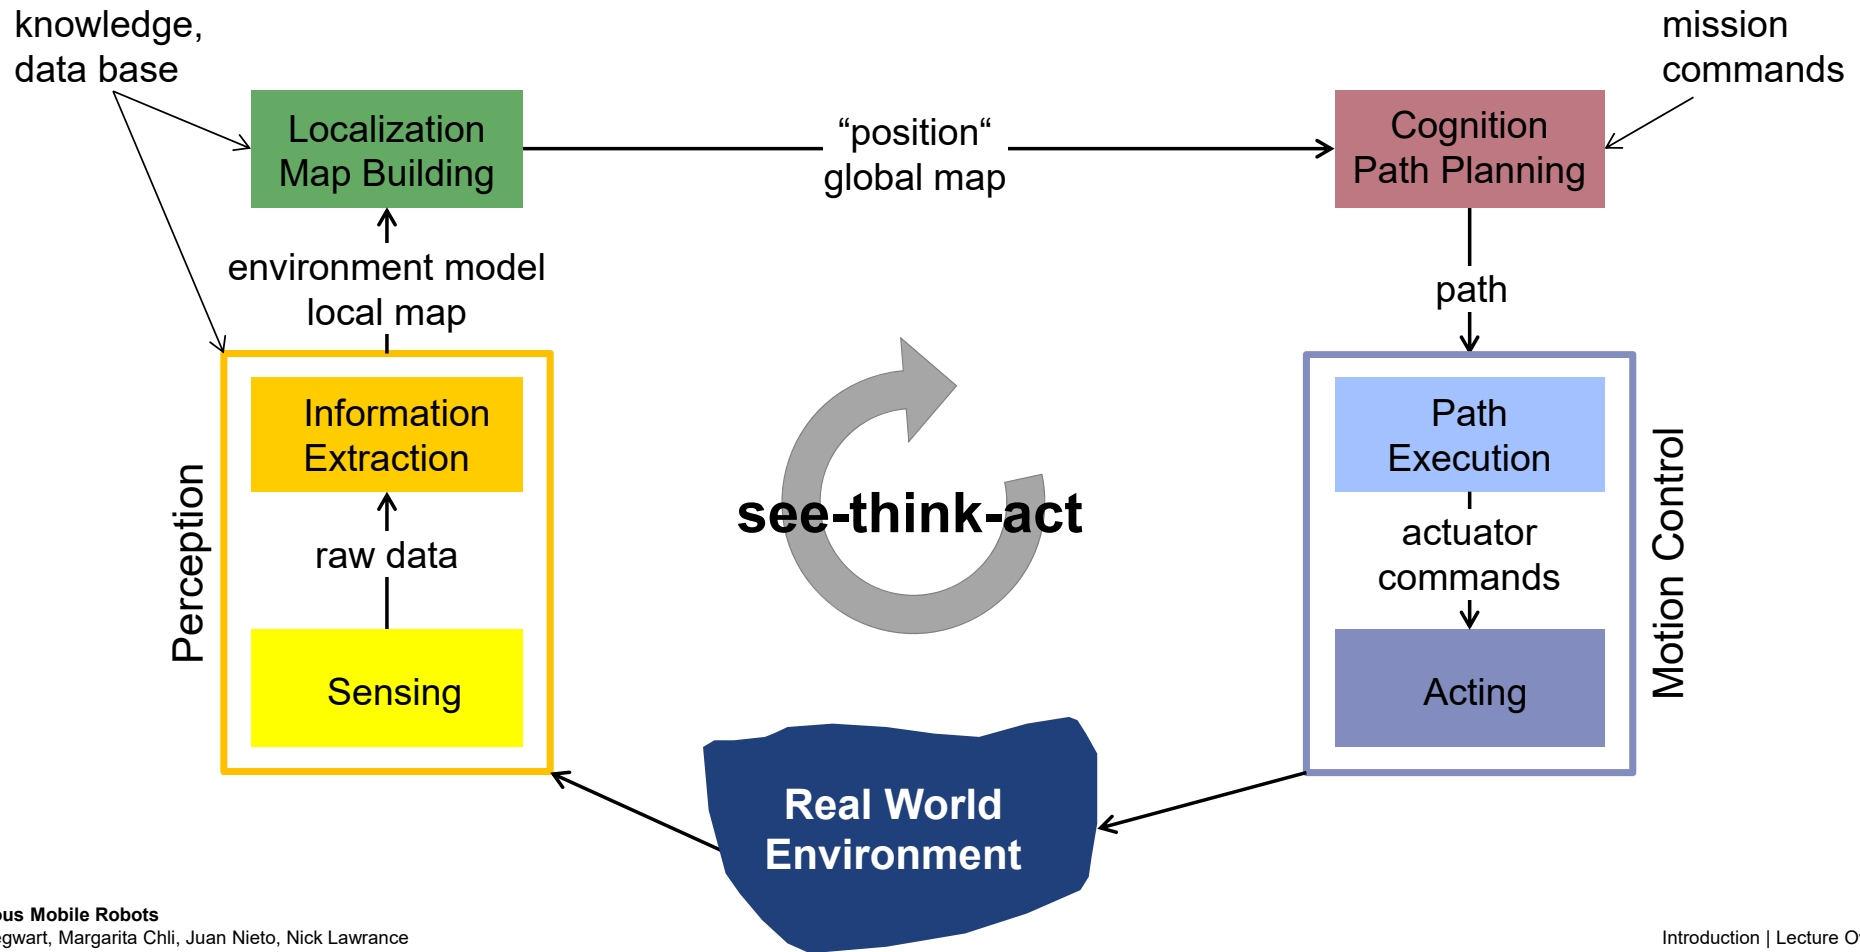 knowledge,
data base
mission
commands
Localization
Map Building
“position“
global map
Cognition
Path Planning
environment model
local map
path
Information
Extraction
raw data
Sensing
Perception
see-think-act
Path
Execution
actuator
commands
Acting
Motion Control
Real World
Environment
Mobile Robots
Margarita Chli, Juan Nieto, Nick Lawrance
Introduction | Lecture